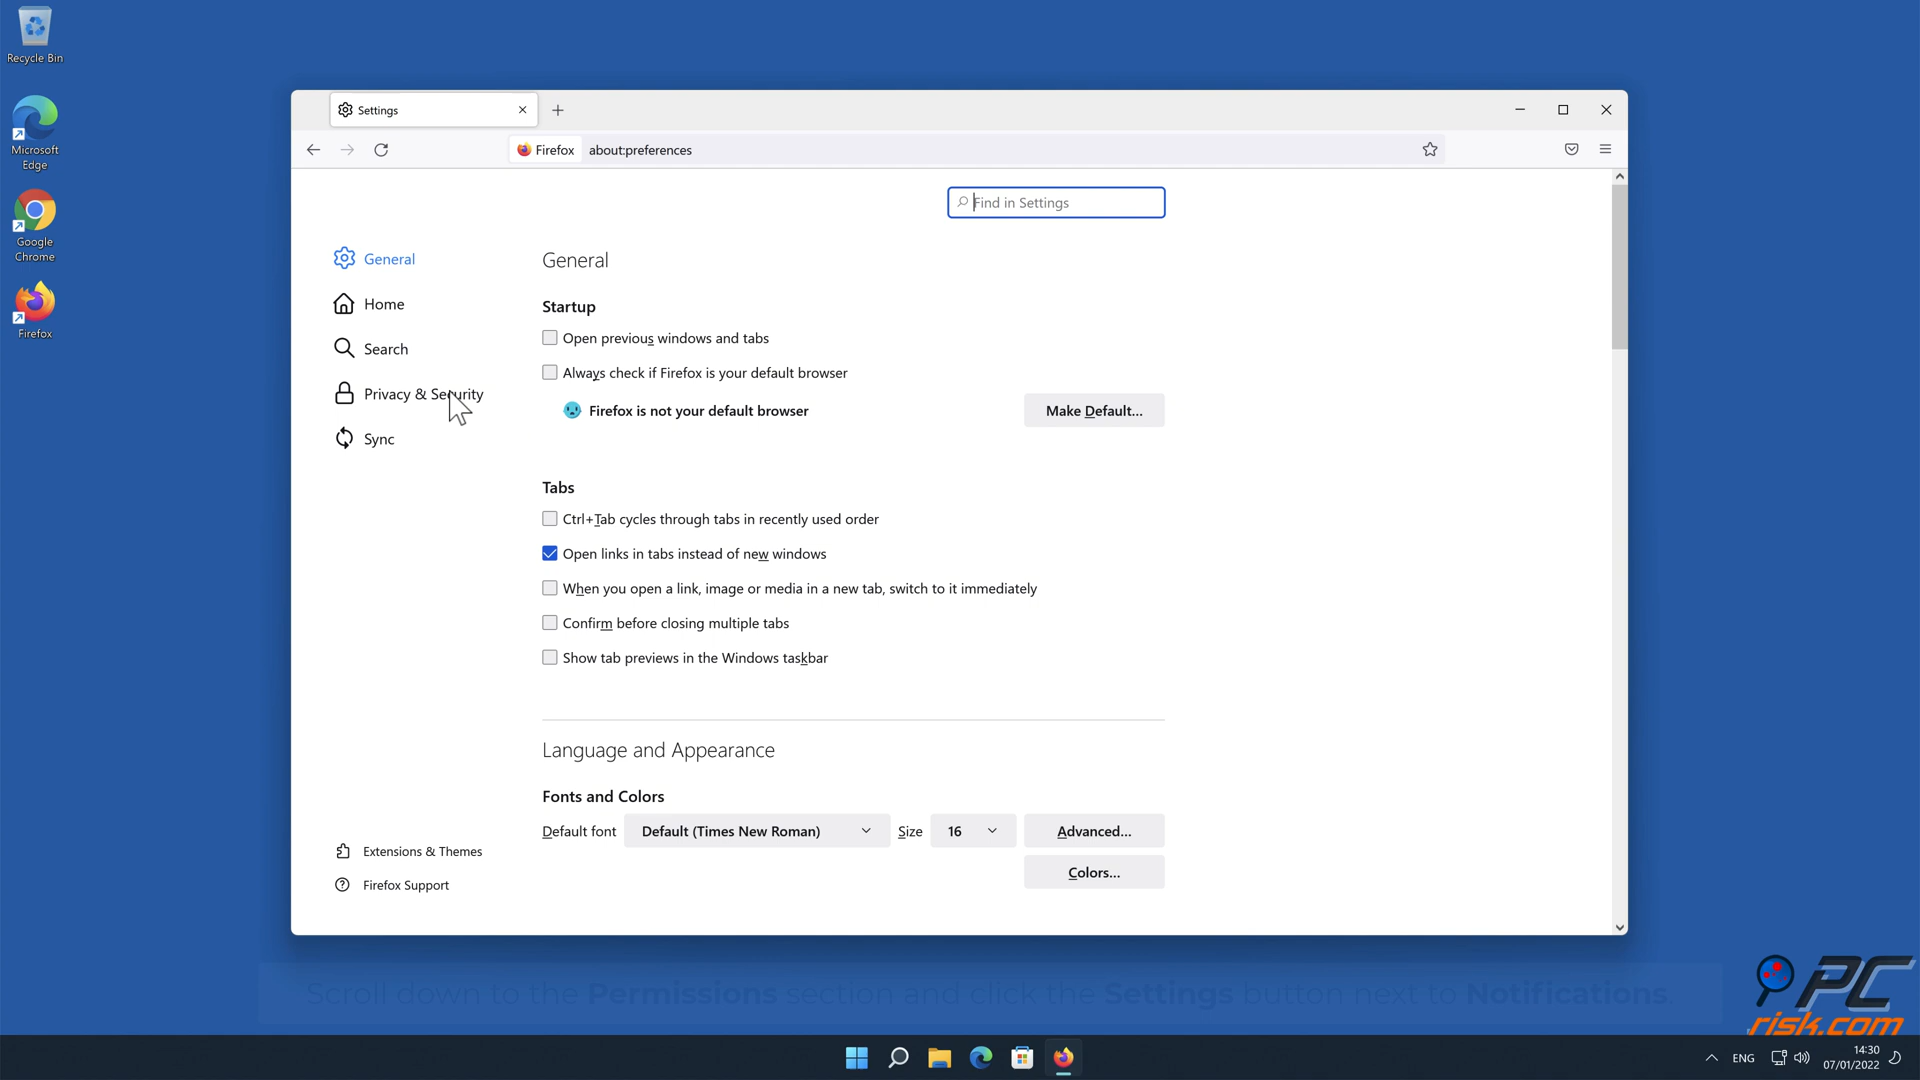 Recycle Bin
Microsoft
Edge
Google
Chrome
Firefox
Settings
Firefox
about:preferences
Find in Settings
General
Home
Search
Privacy & Security
Sync
Extensions & Themes
Firefox Support
General
Startup
Open previous windows and tabs
Always check if Firefox is your default browser
Firefox is not your default browser
Make Default...
Tabs
Ctrl+Tab cycles through tabs in recently used order
Open links in tabs instead of new windows
When you open a link, image or media in a new tab, switch to it immediately
Confirm before closing multiple tabs
Show tab previews in the Windows taskbar
Language and Appearance
Fonts and Colors
Default font
Default (Times New Roman)
Size
16
Advanced...
Colors...
Scroll down to the Permissions section and click the Settings button next to Notifications.
PC
risk.com
ENG
14:30
07/01/2022